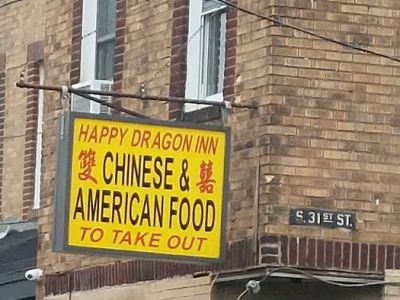 HAPPY DRAGON INN
雙 CHINESE & 囍
AMERICAN FOOD
TO TAKE OUT
S. 31ST ST.